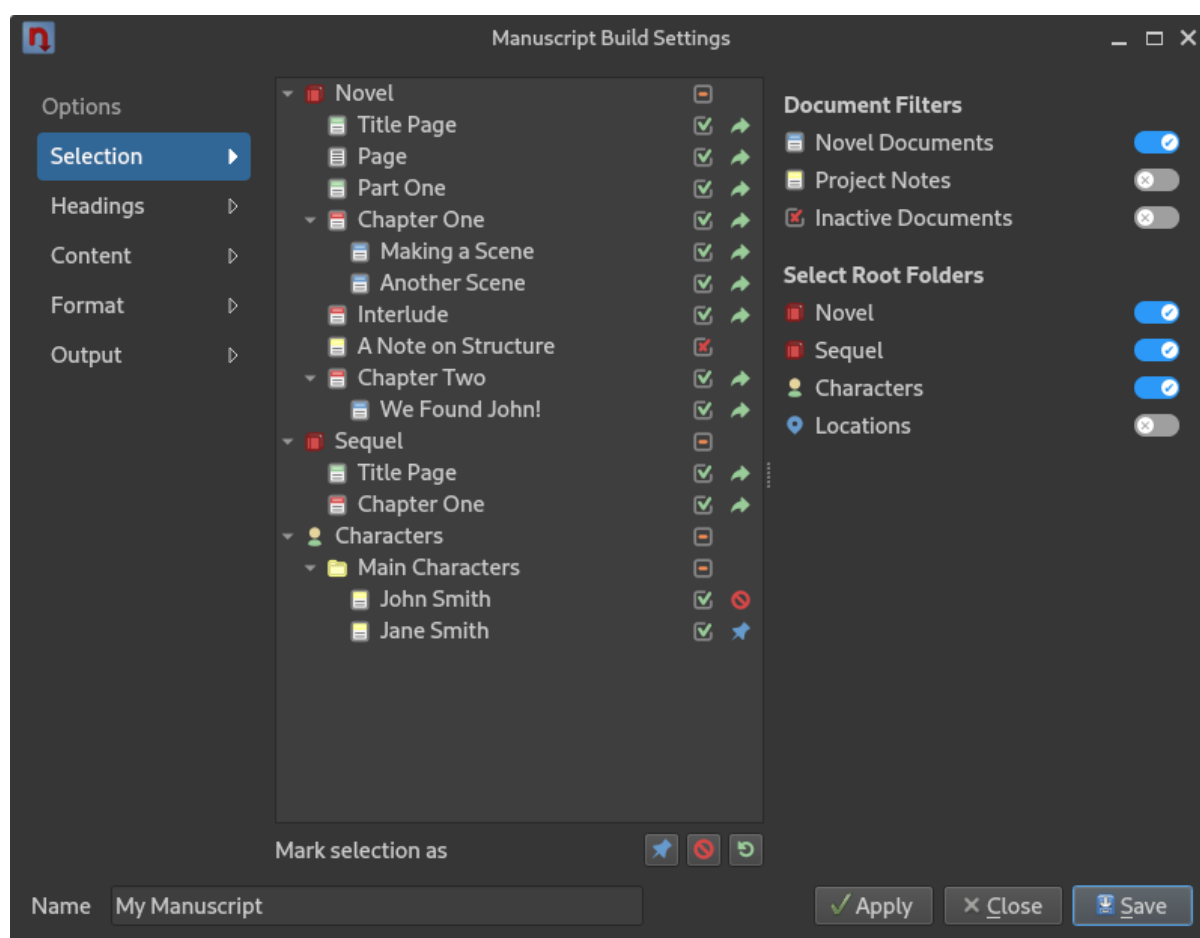 Manuscript Build Settings
Options
Selection
Headings
Content
Format
Output
Novel
Title Page
Page
Part One
Chapter One
Making a Scene
Another Scene
Interlude
A Note on Structure
Chapter Two
We Found John!
Sequel
Title Page
Chapter One
Characters
Main Characters
John Smith
Jane Smith
Mark selection as
Document Filters
Novel Documents
Project Notes
Inactive Documents
Select Root Folders
Novel
Sequel
Characters
Locations
Name My Manuscript
Apply
Close
Save